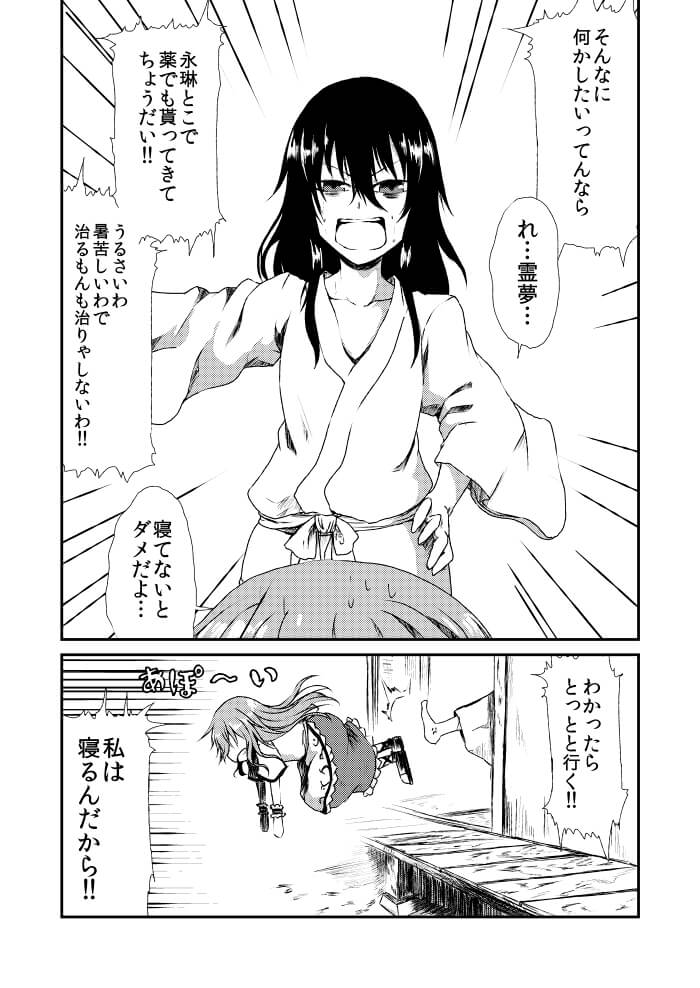 そんなに
何かしたいってんなら
れ…霊夢…
永琳とこで
薬でも貰ってきて
ちょうだい!!
うるさいわ
暑苦しいわで
治るもんも治りゃしないわ!!
寝てないと
ダメだよ…
わかったら
とっとと行く!!
あぽ～い
私は
寝るんだから!!